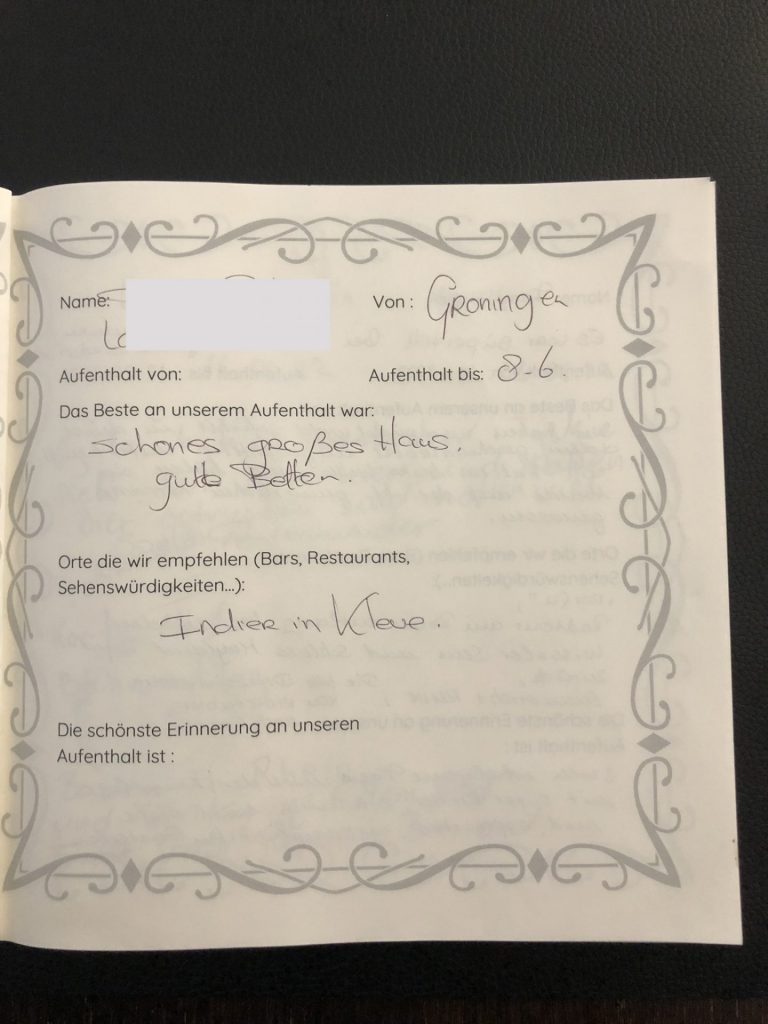 Name: Von: Groningen
Aufenthalt von: Aufenthalt bis: 8-6.
Das Beste an unserem Aufenthalt war:
schones großes Haus.
gute Betten.
Orte die wir empfehlen (Bars, Restaurants,
Sehenswürdigkeiten...):
Indier in Kleve.
Die schönste Erinnerung an unseren
Aufenthalt ist :